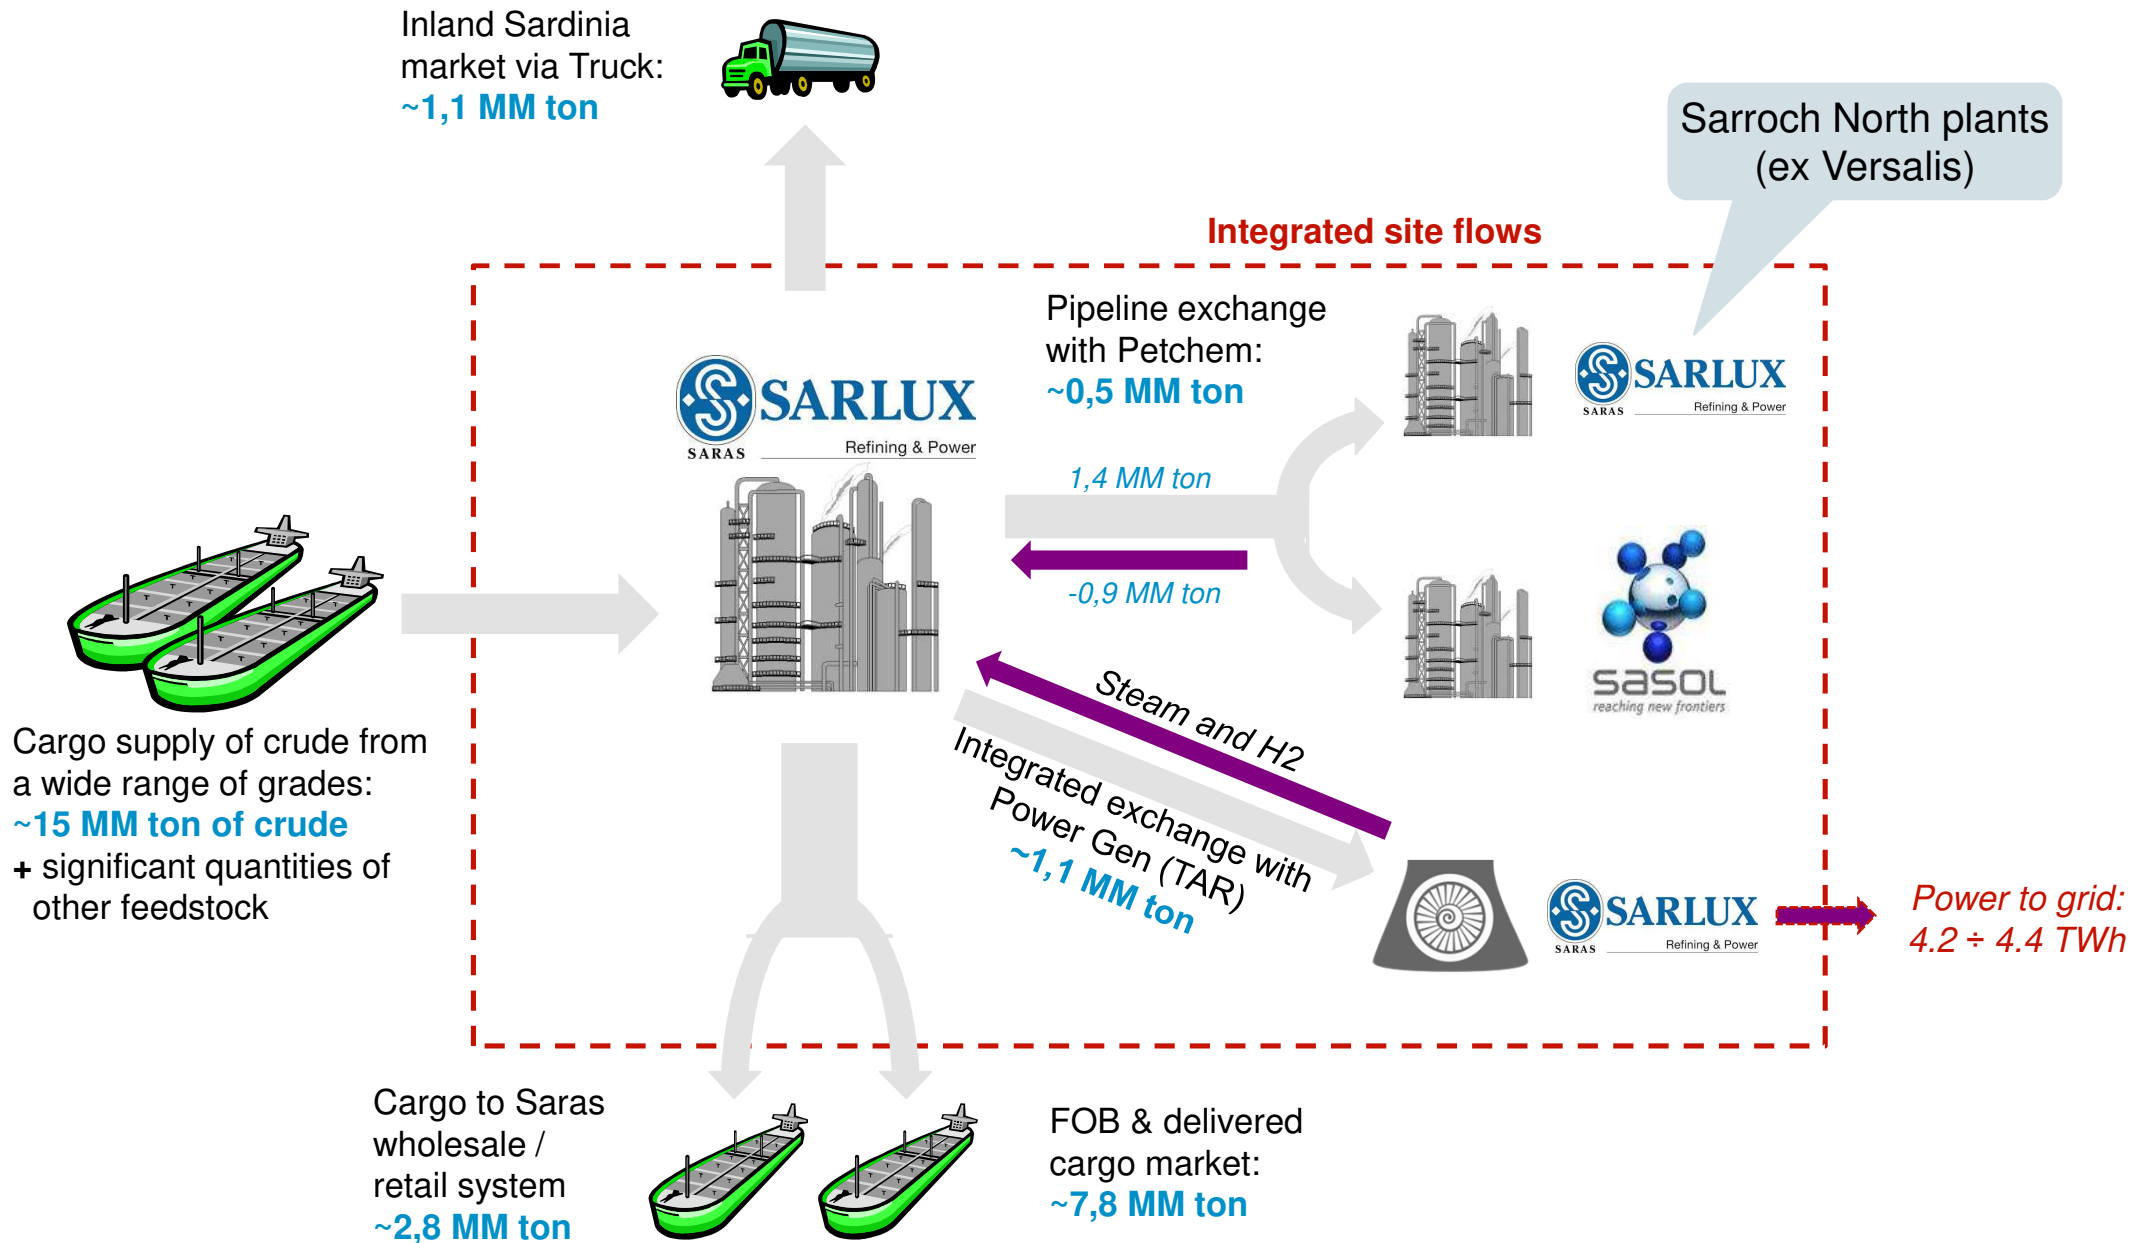 Inland Sardinia
market via Truck:
~1,1 MM ton
Sarroch North plants
(ex Versalis)
Integrated site flows
Pipeline exchange
with Petchem:
~0,5 MM ton
SARLUX
SARAS
Refining & Power
SARLUX
SARAS
Refining & Power
1,4 MM ton
-0,9 MM ton
sasol
reaching new frontiers
Steam and H2
Integrated exchange with
Power Gen (TAR)
~1,1 MM ton
Cargo supply of crude from
a wide range of grades:
~15 MM ton of crude
+ significant quantities of
other feedstock
SARLUX
SARAS
Refining & Power
Power to grid:
4.2 ÷ 4.4 TWh
Cargo to Saras
wholesale /
retail system
~2,8 MM ton
FOB & delivered
cargo market:
~7,8 MM ton